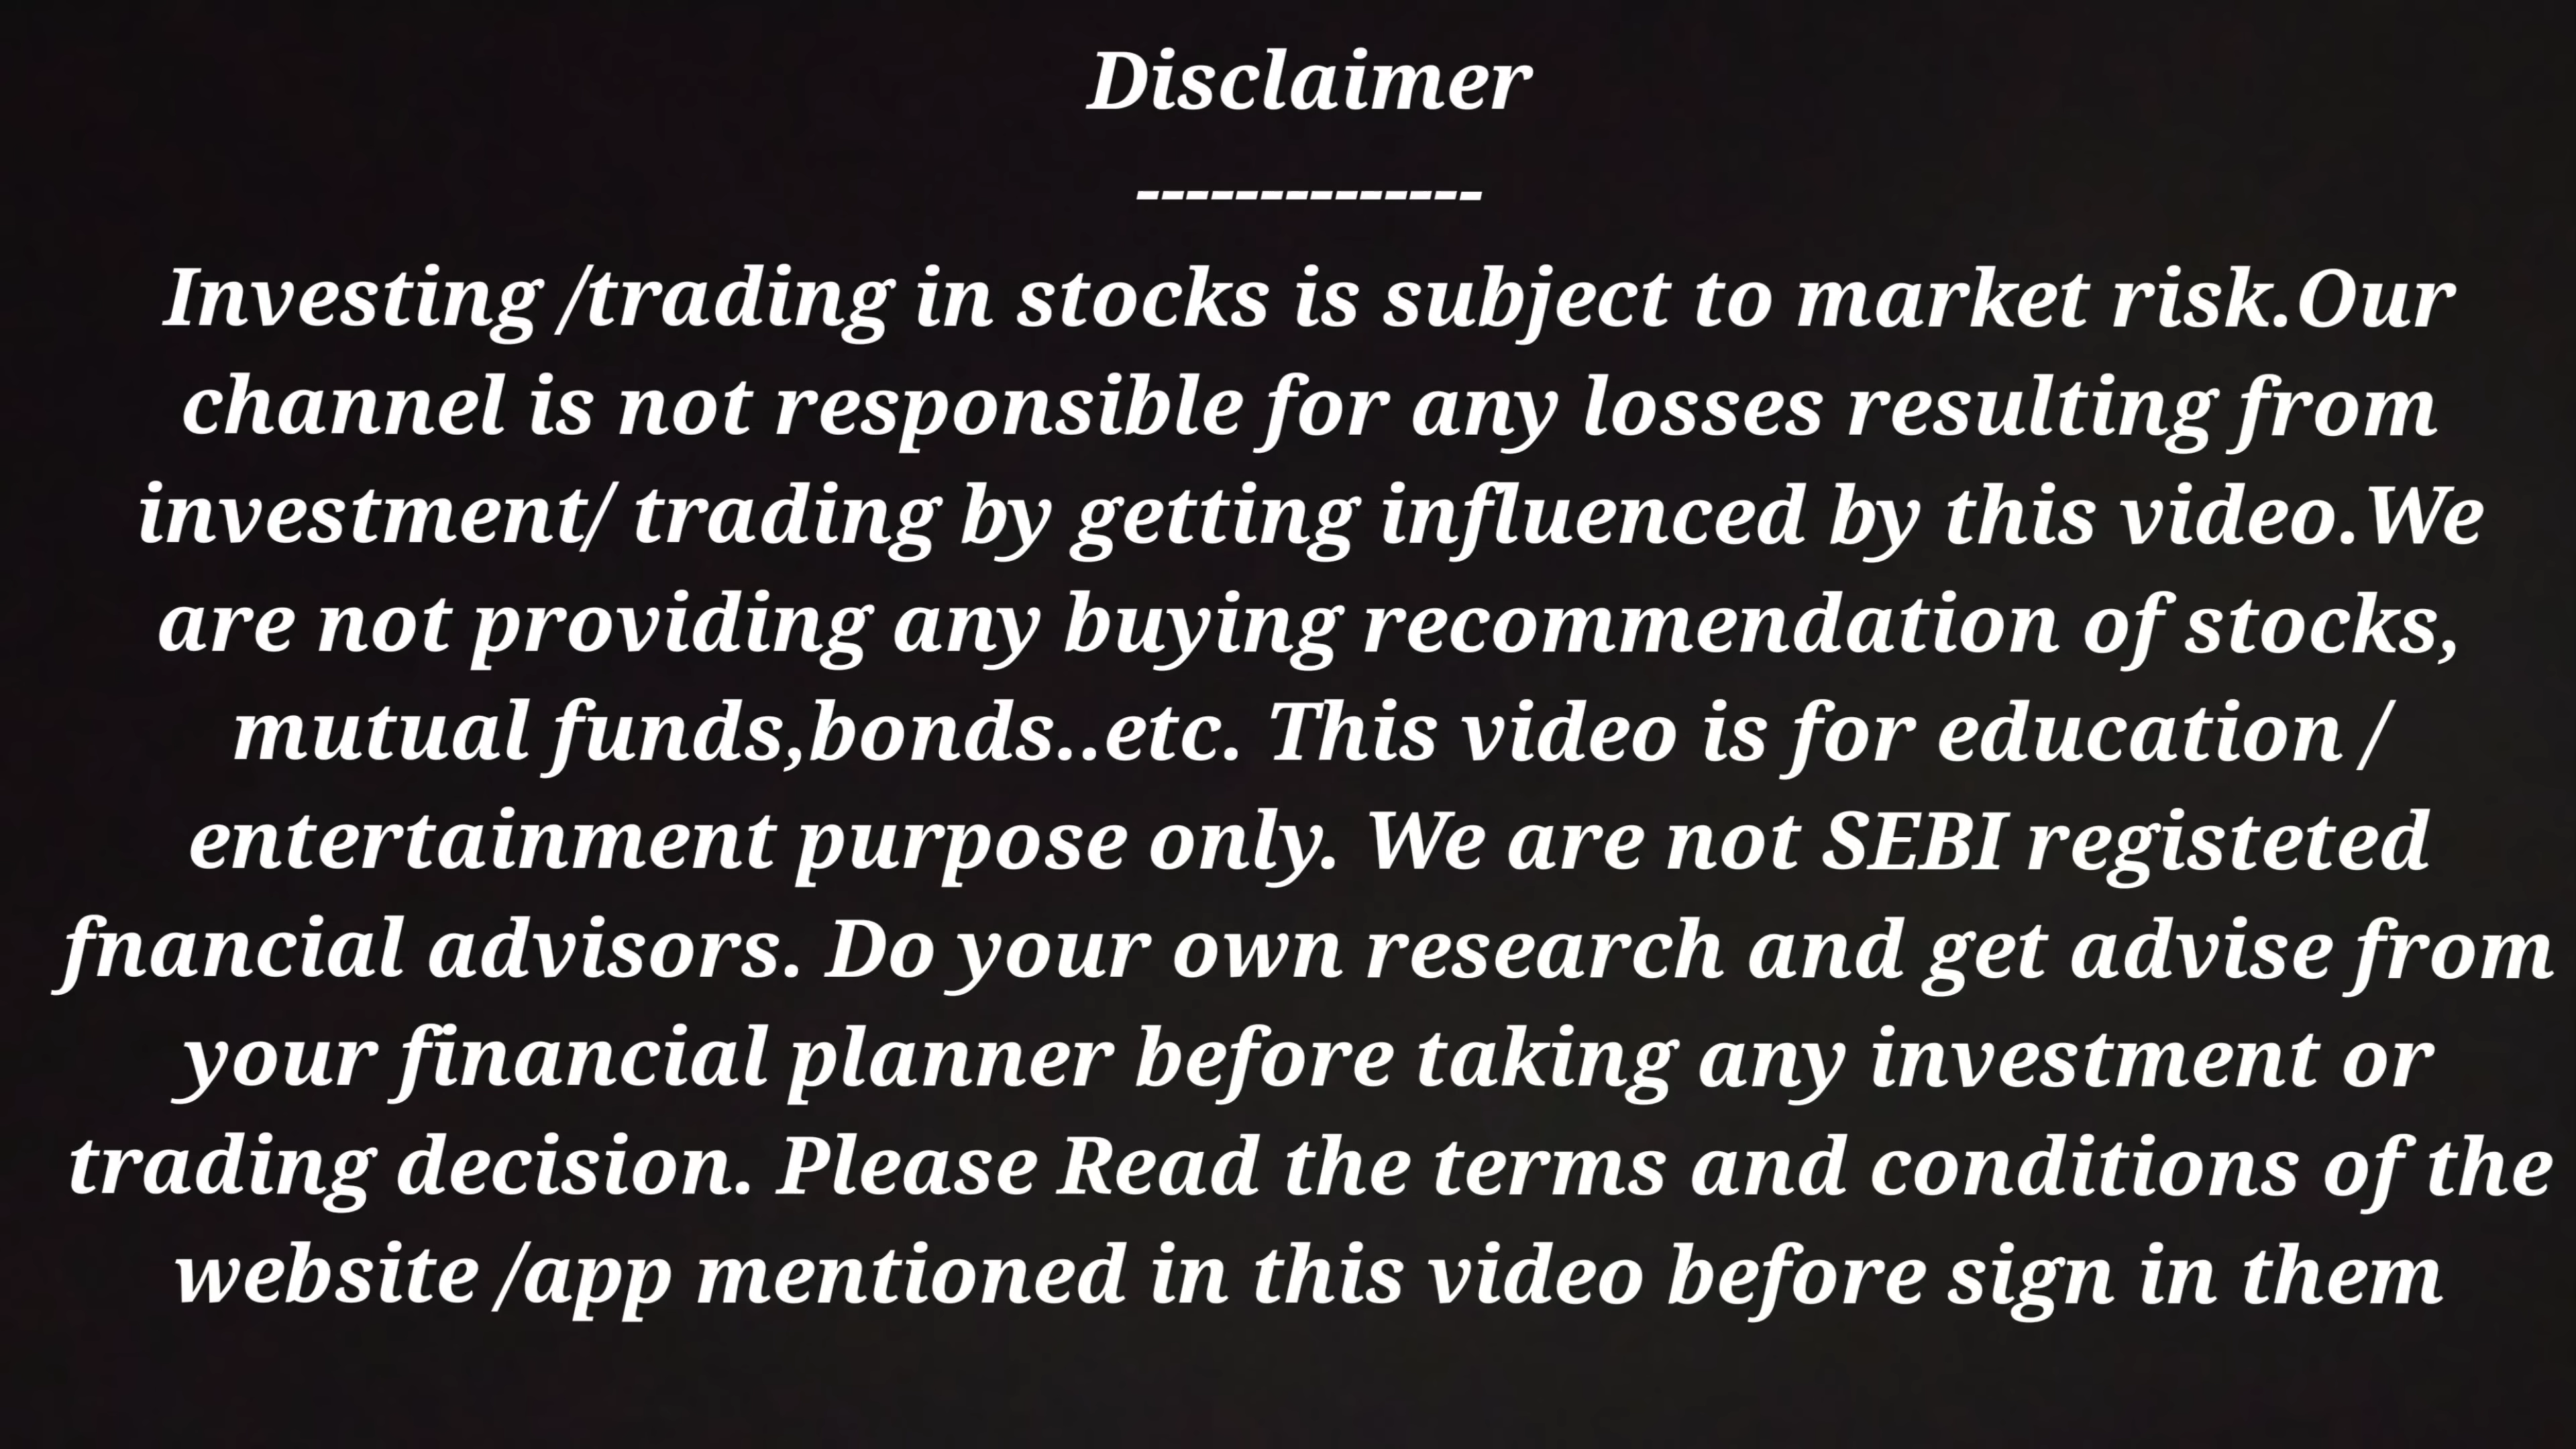 Disclaimer
--------------
Investing /trading in stocks is subject to market risk.Our
channel is not responsible for any losses resulting from
investment/ trading by getting influenced by this video.We
are not providing any buying recommendation of stocks,
mutual funds,bonds..etc. This video is for education /
entertainment purpose only. We are not SEBI registeted
fnancial advisors. Do your own research and get advise from
your financial planner before taking any investment or
trading decision. Please Read the terms and conditions of the
website /app mentioned in this video before sign in them